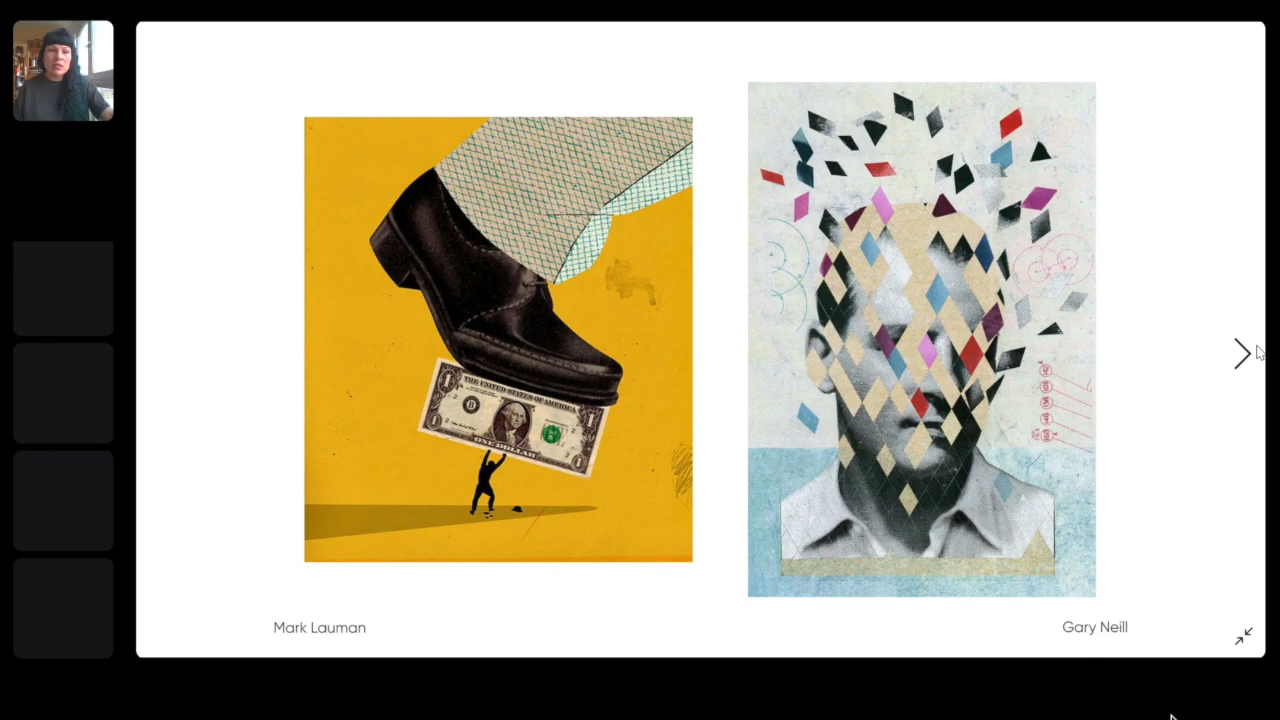 THE UNITED STATES OF AMERICA
B
ONE DOLLAR
Mark Lauman
Gary Neill